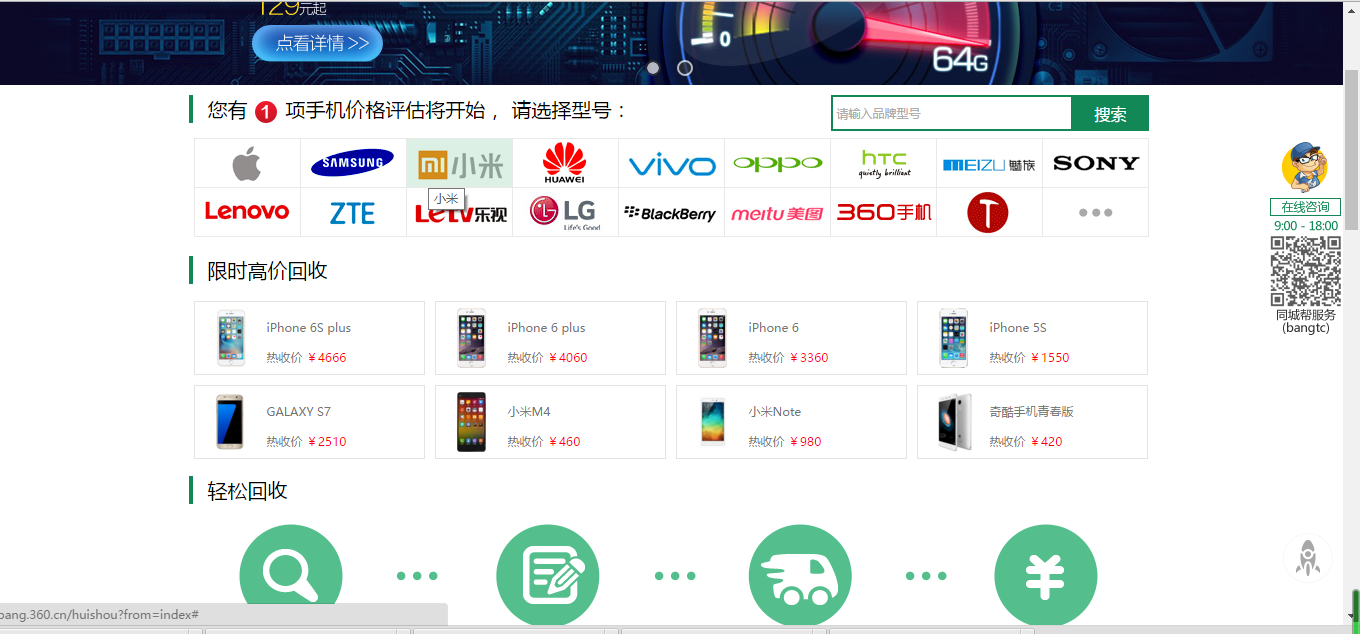 129元起
点看详情 >>
0
64G
您有 1 项手机价格评估将开始 ，请选择型号：
请输入品牌型号
搜索
SAMSUNG
mi 小米
HUAWEI
vivo
oppo
htc
quietly brilliant
MEIZU 魅族
SONY
小米
Lenovo
ZTE
Letv乐视
LG
Life's Good
BlackBerry
meitu 美图
360手机
T
在线咨询
9:00 - 18:00
同城帮服务
(bangtc)
限时高价回收
iPhone 6S plus
热收价 ￥4666
iPhone 6 plus
热收价 ￥4060
iPhone 6
热收价 ￥3360
iPhone 5S
热收价 ￥1550
GALAXY S7
热收价 ￥2510
小米M4
热收价 ￥460
小米Note
热收价 ￥980
奇酷手机青春版
热收价 ￥420
轻松回收
¥
bang.360.cn/huishou?from=index#